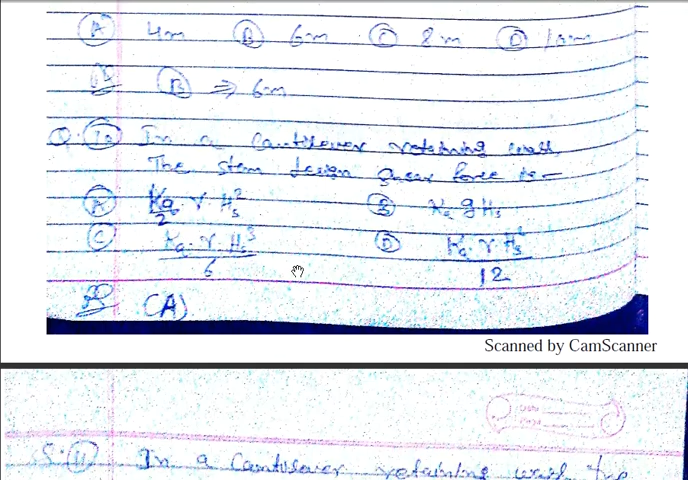 (A) 4m (B) 6m (C) 8m (D) 10m
(B) ⇒ 6m
Q.(10) In a Cantilever retaining wall
The stem design shear force is -
(A) Ka/2 γ Hs² (B) Ka γ Hs
(C) Ka.γ Hs³/6 (D) Ka.γ Hs²/12
(A)
Scanned by CamScanner
(11) In a Cantilever retaining wall the